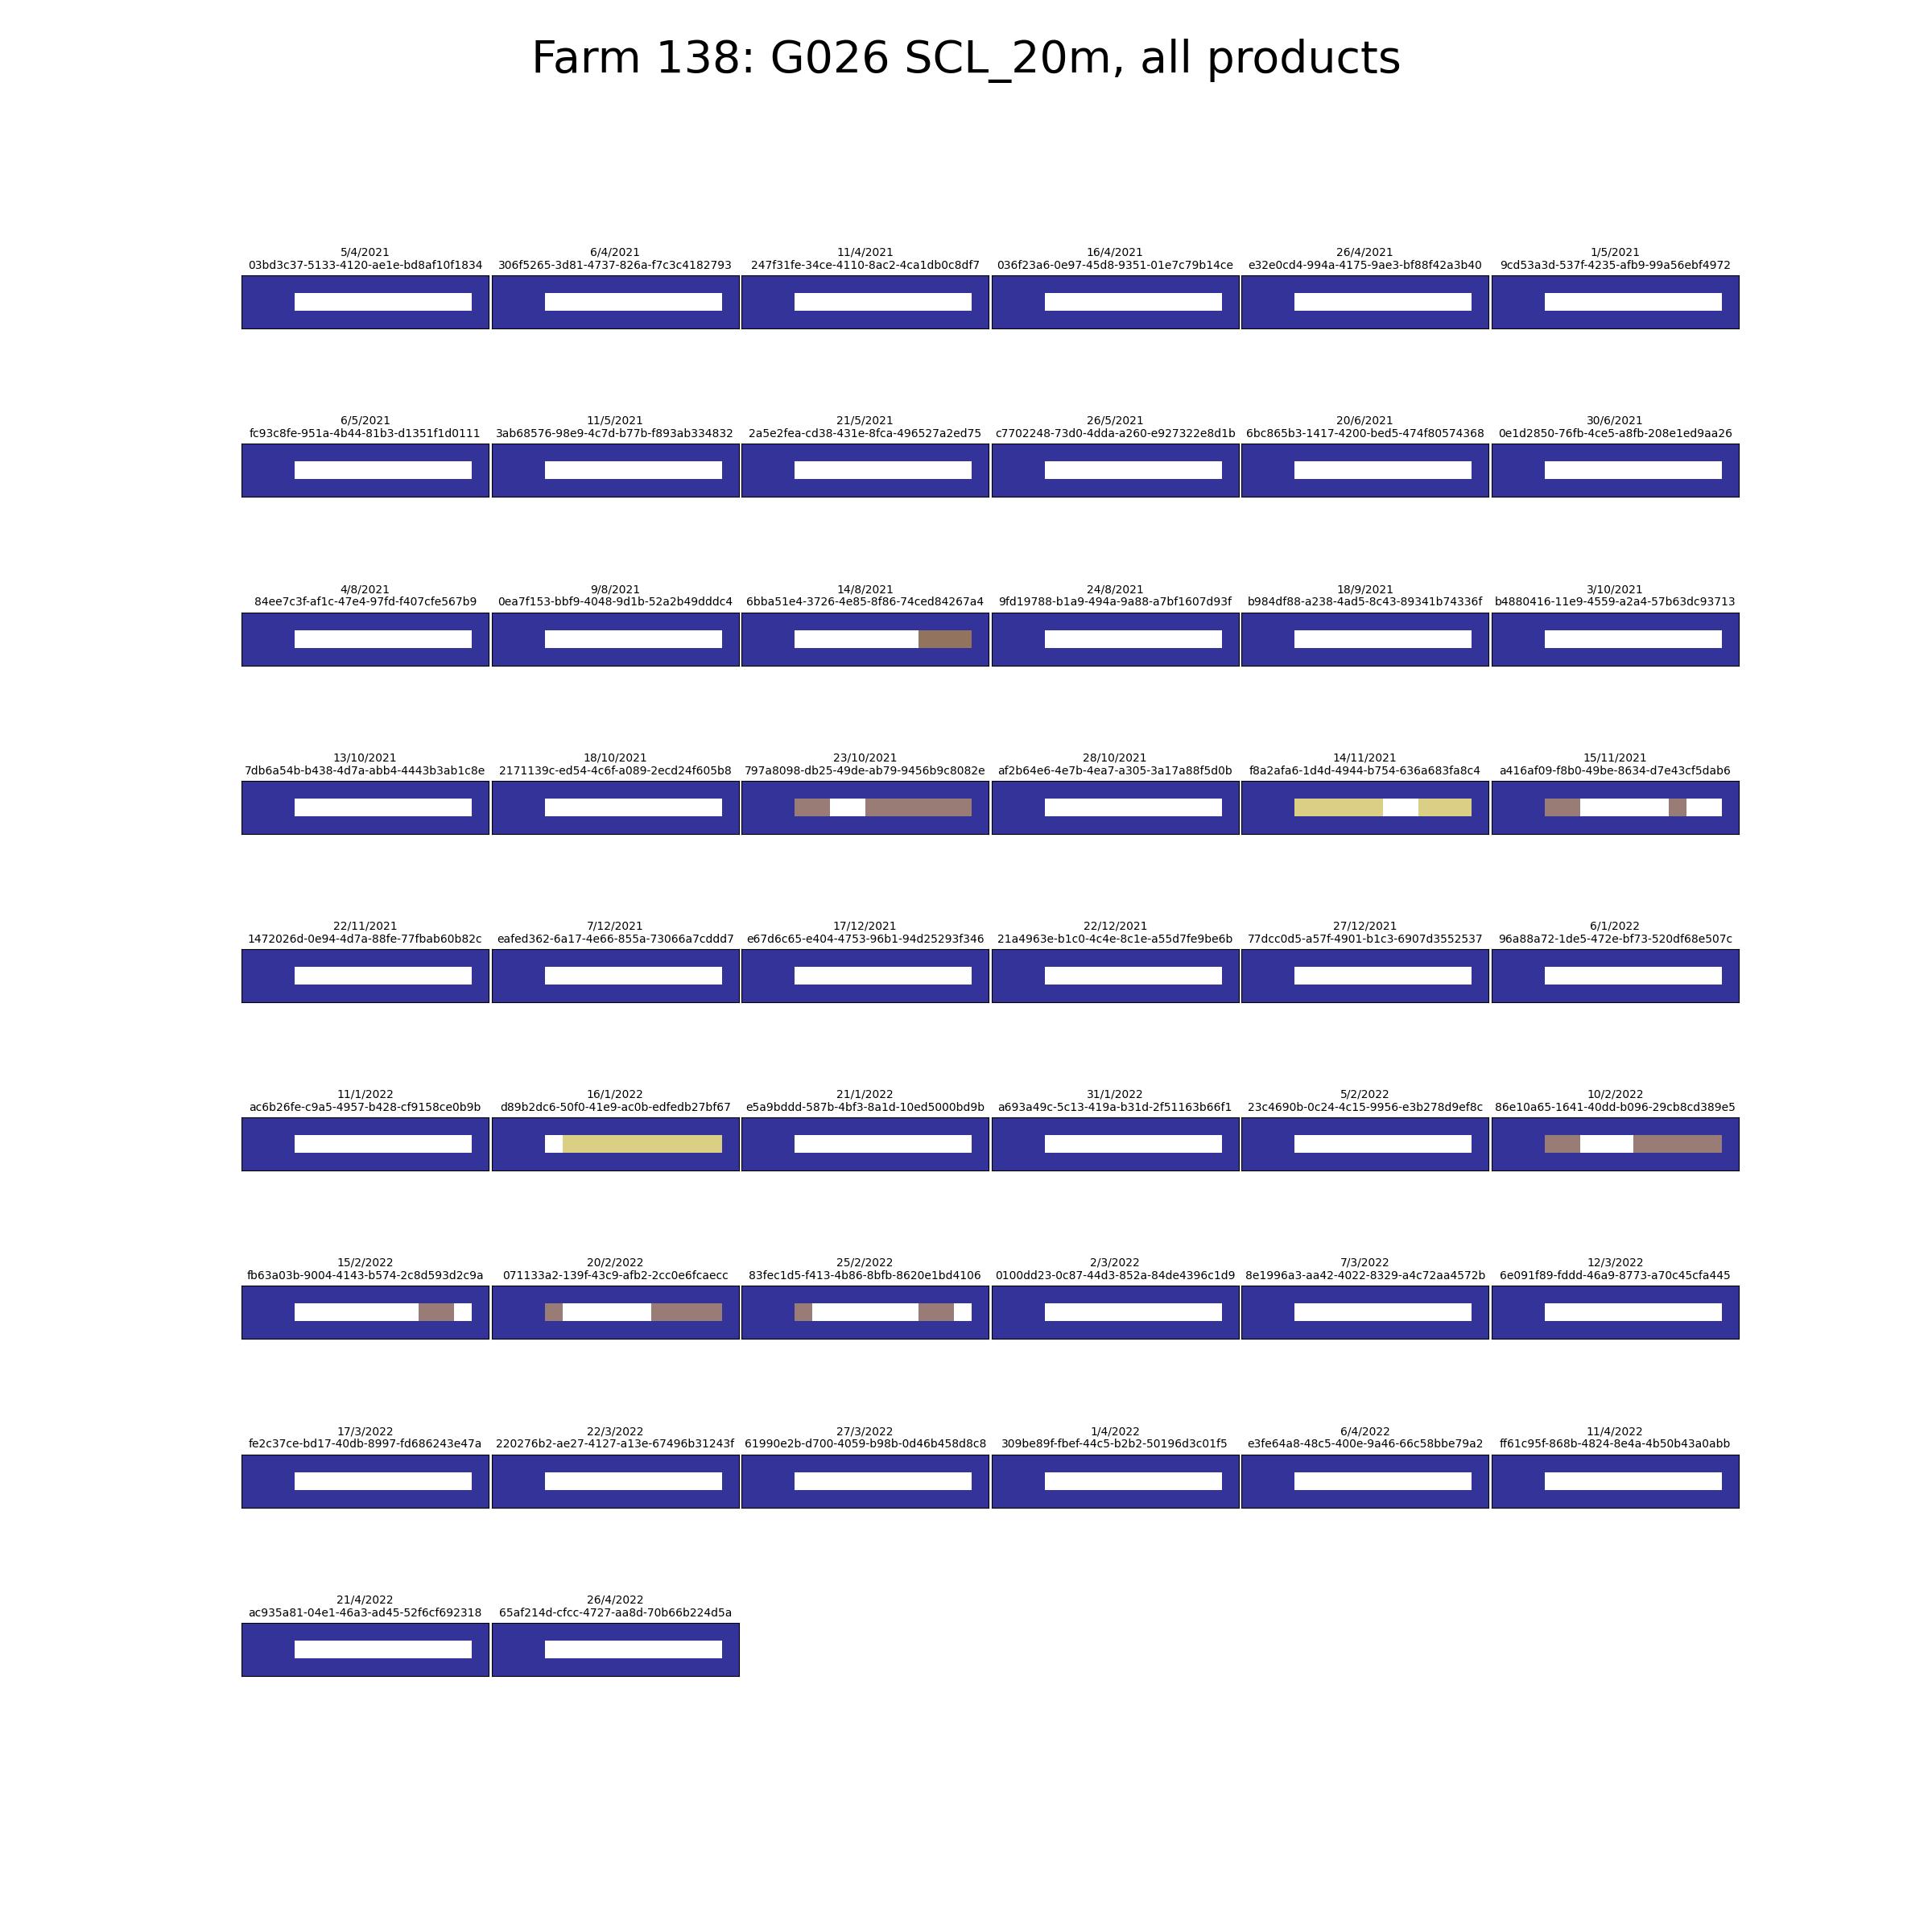 Farm 138: G026 SCL_20m, all products
5/4/2021
03bd3c37-5133-4120-ae1e-bd8af10f1834
6/4/2021
306f5265-3d81-4737-826a-f7c3c4182793
11/4/2021
247f31fe-34ce-4110-8ac2-4ca1db0c8df7
16/4/2021
036f23a6-0e97-45d8-9351-01e7c79b14ce
26/4/2021
e32e0cd4-994a-4175-9ae3-bf88f42a3b40
1/5/2021
9cd53a3d-537f-4235-afb9-99a56ebf4972
6/5/2021
fc93c8fe-951a-4b44-81b3-d1351f1d0111
11/5/2021
3ab68576-98e9-4c7d-b77b-f893ab334832
21/5/2021
2a5e2fea-cd38-431e-8fca-496527a2ed75
26/5/2021
c7702248-73d0-4dda-a260-e927322e8d1b
20/6/2021
6bc865b3-1417-4200-bed5-474f80574368
30/6/2021
0e1d2850-76fb-4ce5-a8fb-208e1ed9aa26
4/8/2021
84ee7c3f-af1c-47e4-97fd-f407cfe567b9
9/8/2021
0ea7f153-bbf9-4048-9d1b-52a2b49dddc4
14/8/2021
6bba51e4-3726-4e85-8f86-74ced84267a4
24/8/2021
9fd19788-b1a9-494a-9a88-a7bf1607d93f
18/9/2021
b984df88-a238-4ad5-8c43-89341b74336f
3/10/2021
b4880416-11e9-4559-a2a4-57b63dc93713
13/10/2021
7db6a54b-b438-4d7a-abb4-4443b3ab1c8e
18/10/2021
2171139c-ed54-4c6f-a089-2ecd24f605b8
23/10/2021
797a8098-db25-49de-ab79-9456b9c8082e
28/10/2021
af2b64e6-4e7b-4ea7-a305-3a17a88f5d0b
14/11/2021
f8a2afa6-1d4d-4944-b754-636a683fa8c4
15/11/2021
a416af09-f8b0-49be-8634-d7e43cf5dab6
22/11/2021
1472026d-0e94-4d7a-88fe-77fbab60b82c
7/12/2021
eafed362-6a17-4e66-855a-73066a7cddd7
17/12/2021
e67d6c65-e404-4753-96b1-94d25293f346
22/12/2021
21a4963e-b1c0-4c4e-8c1e-a55d7fe9be6b
27/12/2021
77dcc0d5-a57f-4901-b1c3-6907d3552537
6/1/2022
96a88a72-1de5-472e-bf73-520df68e507c
11/1/2022
ac6b26fe-c9a5-4957-b428-cf9158ce0b9b
16/1/2022
d89b2dc6-50f0-41e9-ac0b-edfedb27bf67
21/1/2022
e5a9bddd-587b-4bf3-8a1d-10ed5000bd9b
31/1/2022
a693a49c-5c13-419a-b31d-2f51163b66f1
5/2/2022
23c4690b-0c24-4c15-9956-e3b278d9ef8c
10/2/2022
86e10a65-1641-40dd-b096-29cb8cd389e5
15/2/2022
fb63a03b-9004-4143-b574-2c8d593d2c9a
20/2/2022
071133a2-139f-43c9-afb2-2cc0e6fcaecc
25/2/2022
83fec1d5-f413-4b86-8bfb-8620e1bd4106
2/3/2022
0100dd23-0c87-44d3-852a-84de4396c1d9
7/3/2022
8e1996a3-aa42-4022-8329-a4c72aa4572b
12/3/2022
6e091f89-fddd-46a9-8773-a70c45cfa445
17/3/2022
fe2c37ce-bd17-40db-8997-fd686243e47a
22/3/2022
220276b2-ae27-4127-a13e-67496b31243f
27/3/2022
61990e2b-d700-4059-b98b-0d46b458d8c8
1/4/2022
309be89f-fbef-44c5-b2b2-50196d3c01f5
6/4/2022
e3fe64a8-48c5-400e-9a46-66c58bbe79a2
11/4/2022
ff61c95f-868b-4824-8e4a-4b50b43a0abb
21/4/2022
ac935a81-04e1-46a3-ad45-52f6cf692318
26/4/2022
65af214d-cfcc-4727-aa8d-70b66b224d5a